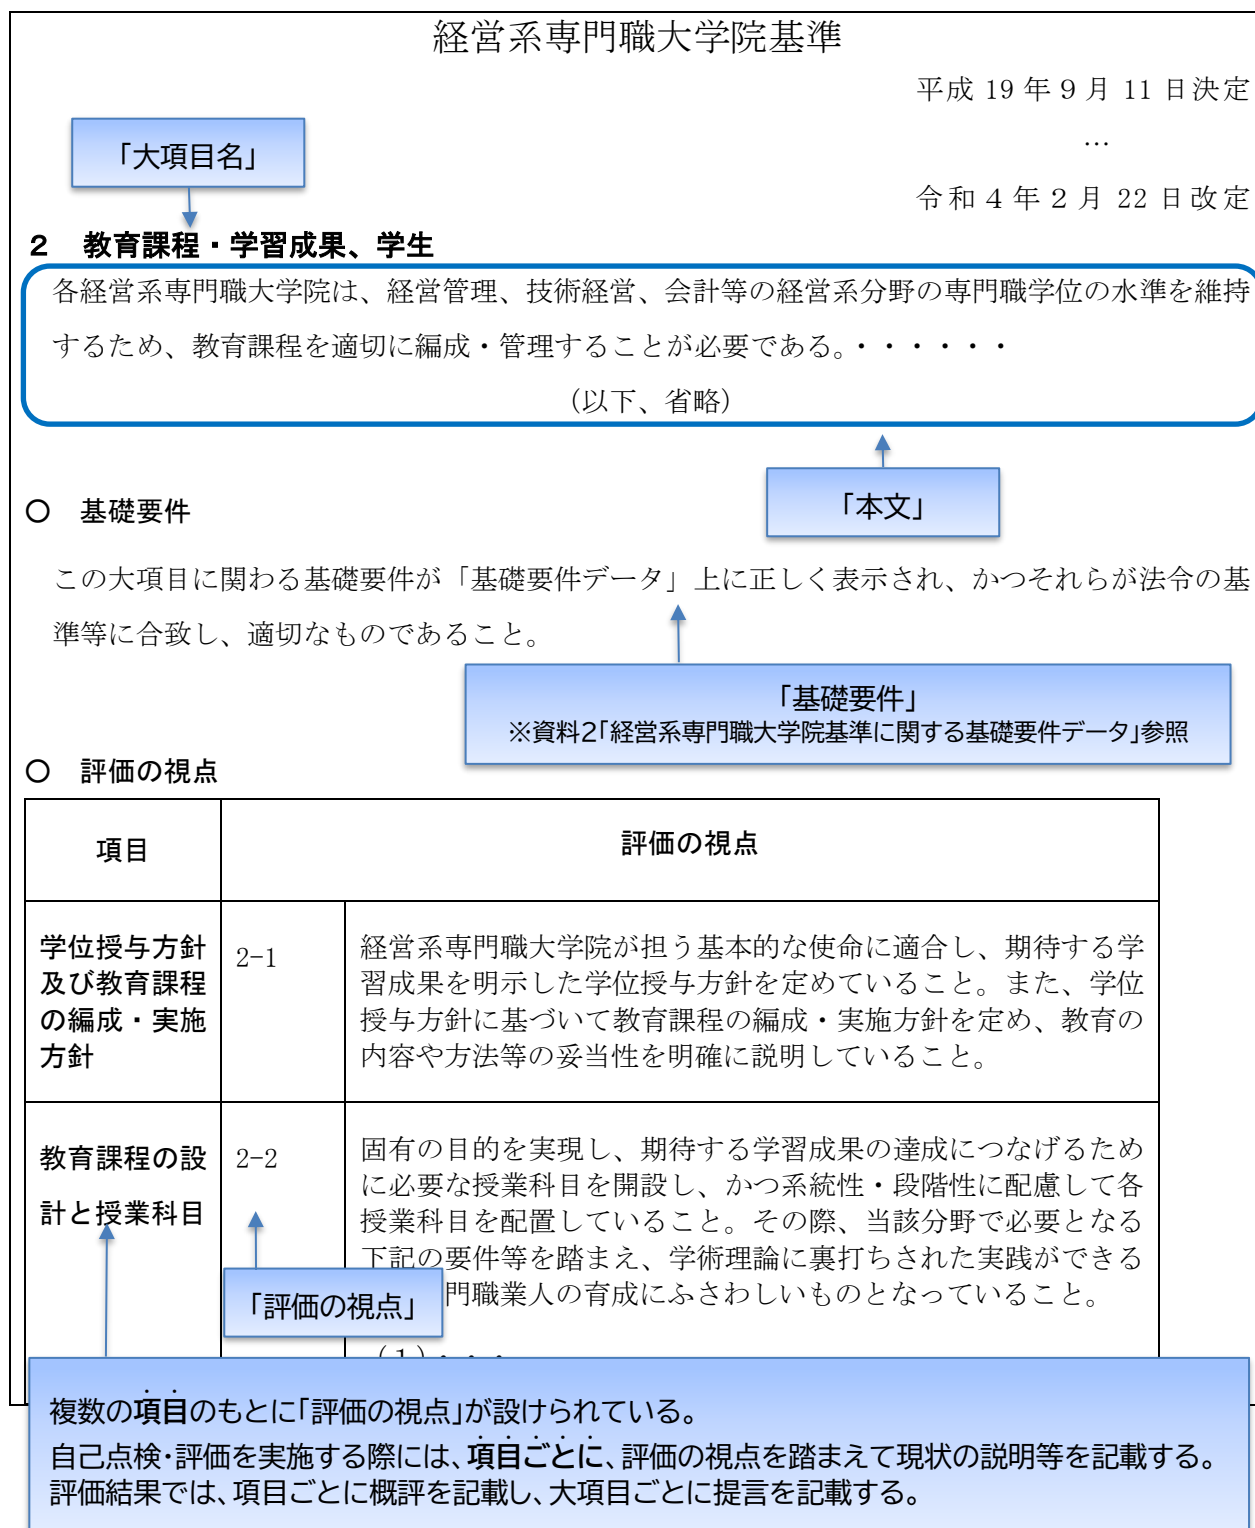 経営系専門職大学院基準
平成 19 年９月 11 日決定
…
「大項目名」
令和４年２月 22 日改定
２　教育課程・学習成果、学生
各経営系専門職大学院は、経営管理、技術経営、会計等の経営系分野の専門職学位の水準を維持
するため、教育課程を適切に編成・管理することが必要である。・・・・・・
（以下、省略）
「本文」
○　基礎要件
この大項目に関わる基礎要件が「基礎要件データ」上に正しく表示され、かつそれらが法令の基
準等に合致し、適切なものであること。
「基礎要件」
※資料2「経営系専門職大学院基準に関する基礎要件データ」参照
○　評価の視点
項目　評価の視点
学位授与方針
及び教育課程
の編成・実施
方針
2-1
経営系専門職大学院が担う基本的な使命に適合し、期待する学
習成果を明示した学位授与方針を定めていること。また、学位
授与方針に基づいて教育課程の編成・実施方針を定め、教育の
内容や方法等の妥当性を明確に説明していること。
教育課程の設
計と授業科目
2-2
固有の目的を実現し、期待する学習成果の達成につなげるため
に必要な授業科目を開設し、かつ系統性・段階性に配慮して各
授業科目を配置していること。その際、当該分野で必要となる
下記の要件等を踏まえ、学術理論に裏打ちされた実践ができる
門職業人の育成にふさわしいものとなっていること。
「評価の視点」
（１）・・・
複数の項目のもとに「評価の視点」が設けられている。
自己点検・評価を実施する際には、項目ごとに、評価の視点を踏まえて現状の説明等を記載する。
評価結果では、項目ごとに概評を記載し、大項目ごとに提言を記載する。